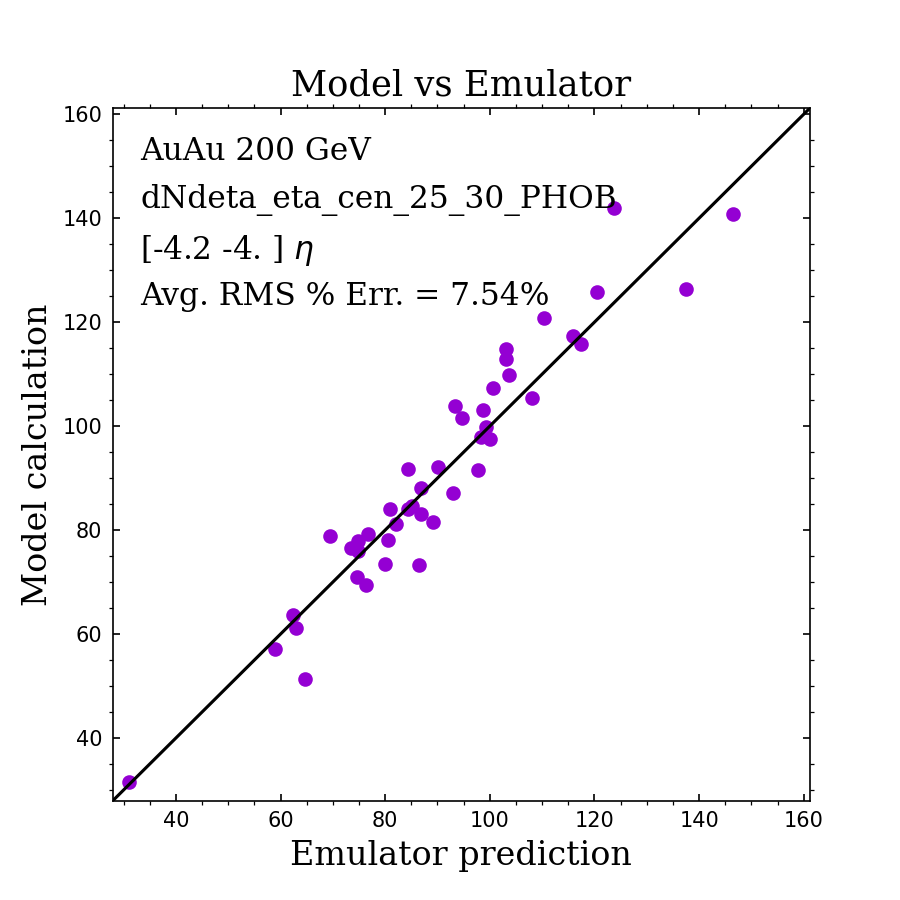 Model vs Emulator
160
140
120
100
80
60
40
AuAu 200 GeV
dNdeta_eta_cen_25_30_PHOB
[-4.2 -4. ] η
Avg. RMS % Err. = 7.54%
Model calculation
40 60 80 100 120 140 160
Emulator prediction